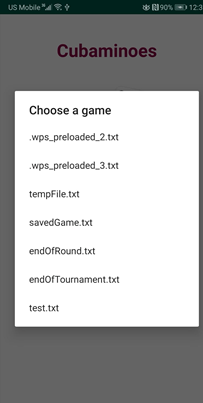 US Mobile
90%
12:3
Cubaminoes
Choose a game
.wps_preloaded_2.txt
.wps_preloaded_3.txt
tempFile.txt
savedGame.txt
endOfRound.txt
endOfTournament.txt
test.txt